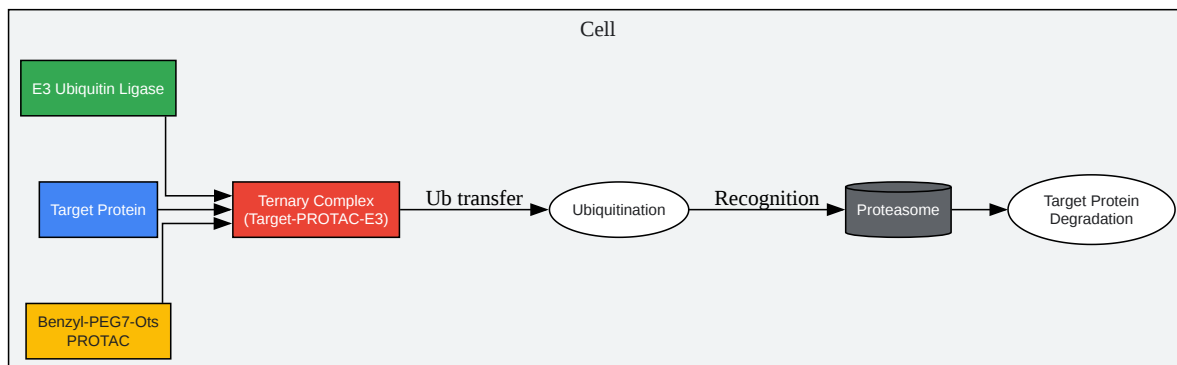 Cell
E3 Ubiquitin Ligase
Target Protein
Benzyl-PEG7-Ots
PROTAC
Ternary Complex
(Target-PROTAC-E3)
Ub transfer
Ubiquitination
Recognition
Proteasome
Target Protein
Degradation